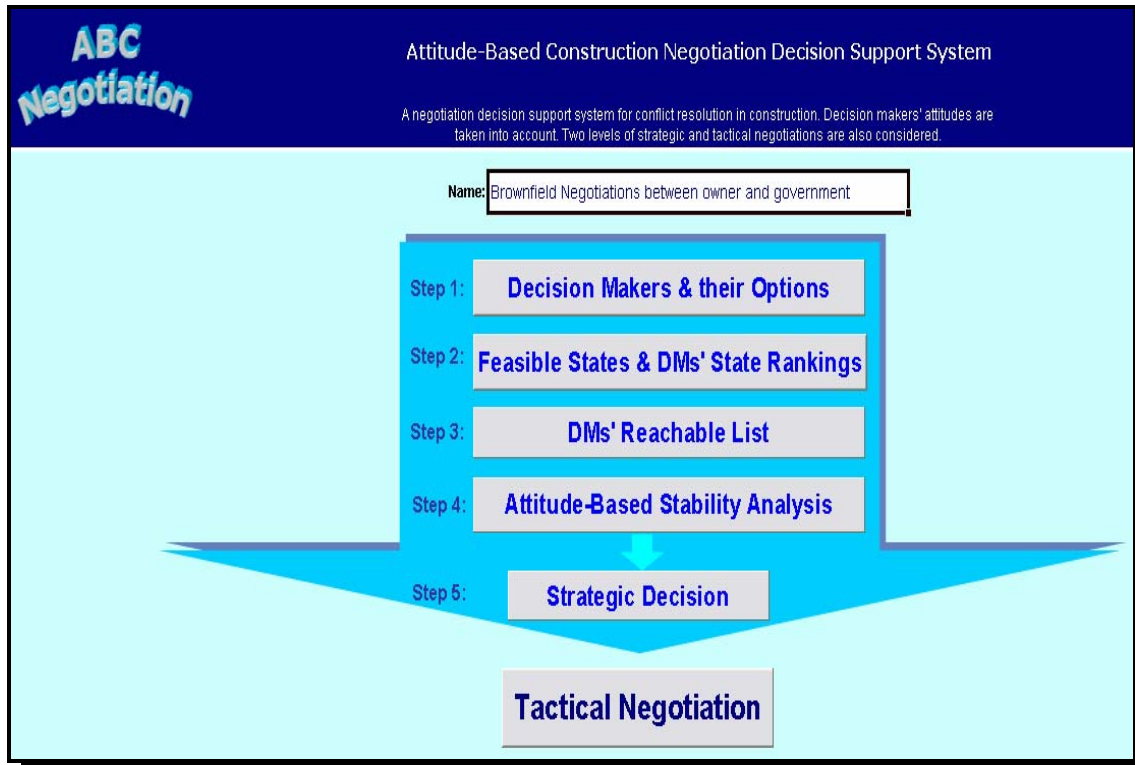 ABC
Negotiation
Attitude-Based Construction Negotiation Decision Support System
A negotiation decision support system for conflict resolution in construction. Decision makers' attitudes are
taken into account. Two levels of strategic and tactical negotiations are also considered.
Name: Brownfield Negotiations between owner and government
Step 1: Decision Makers & their Options
Step 2: Feasible States & DMs' State Rankings
Step 3: DMs' Reachable List
Step 4: Attitude-Based Stability Analysis
Step 5: Strategic Decision
Tactical Negotiation